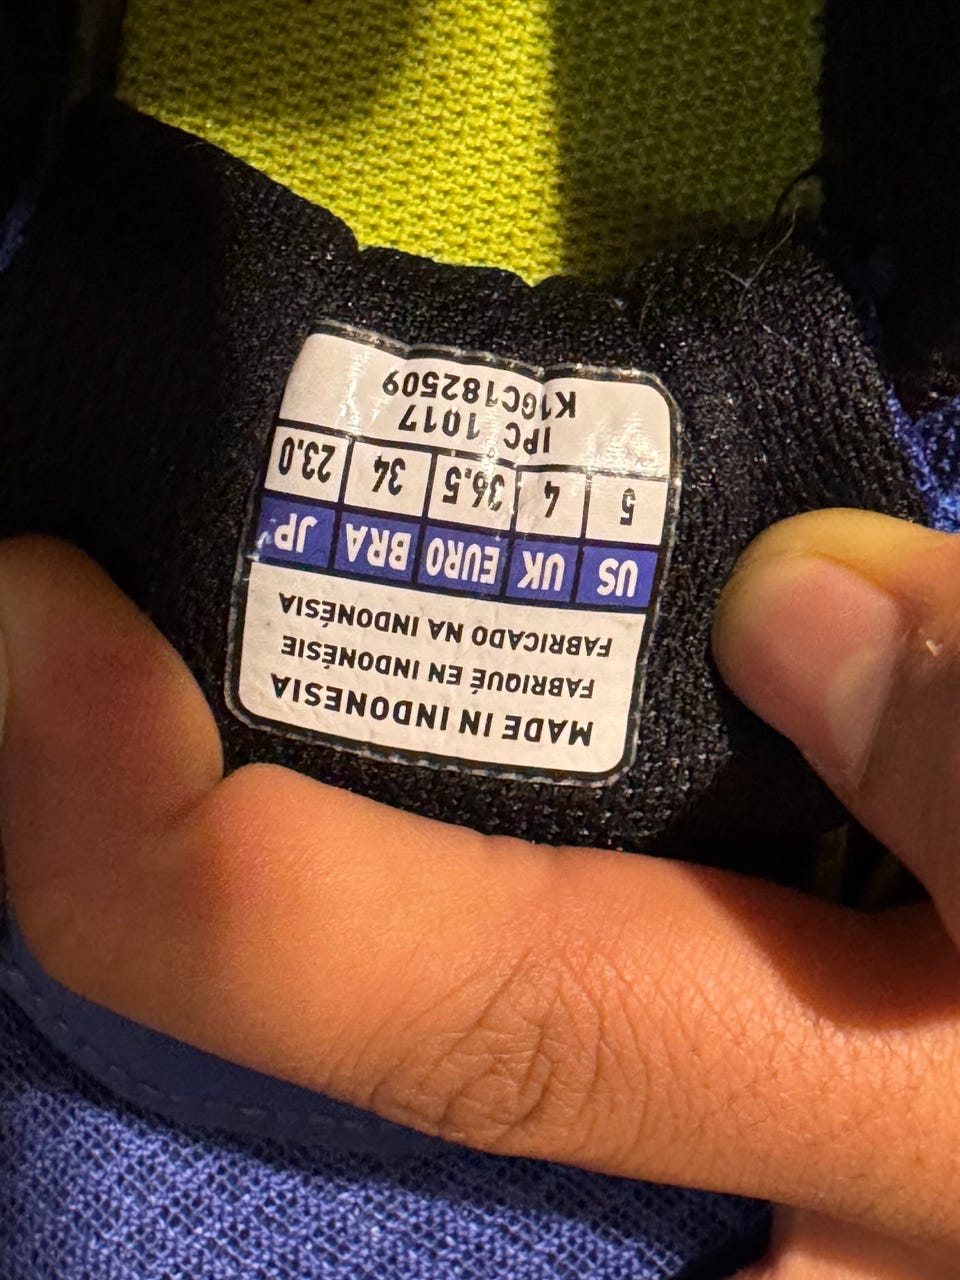 MADE IN INDONESIA
FABRIQUÉ EN INDONÉSIE
FABRICADO NA INDONÉSIA
US UK EURO BRA JP
5 4 36.5 34 23.0
IPC 1017
K16C182509